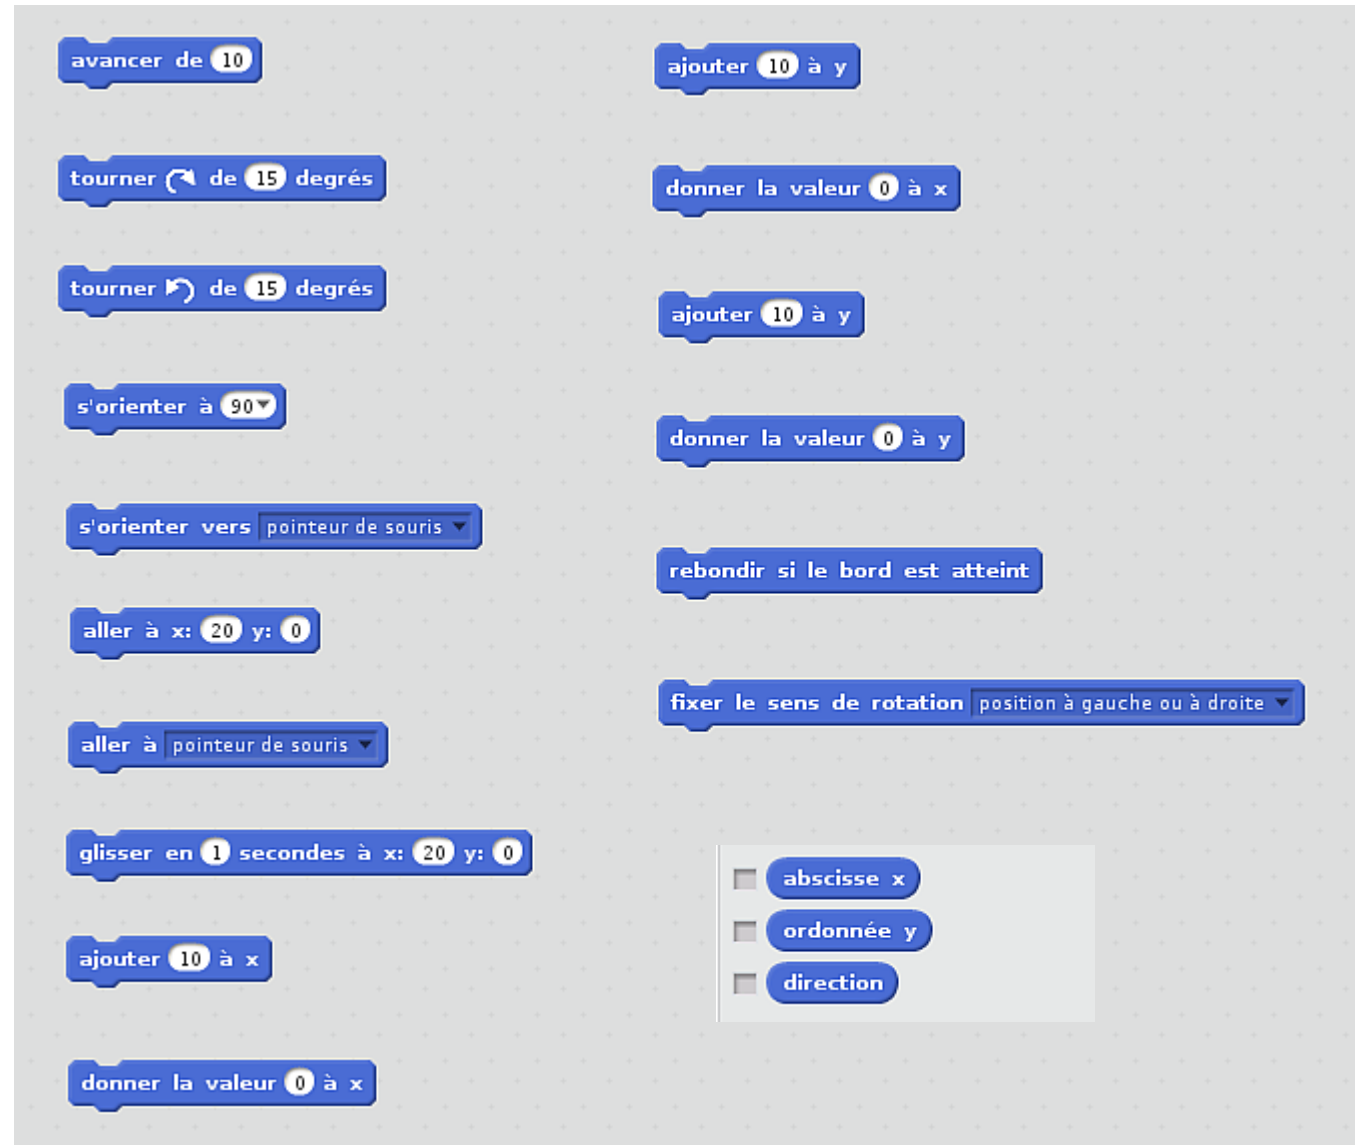 avancer de 10
tourner de 15 degrés
tourner de 15 degrés
s'orienter à 90
s'orienter vers pointeur de souris
aller à x: 20 y: 0
aller à pointeur de souris
glisser en 1 secondes à x: 20 y: 0
ajouter 10 à x
donner la valeur 0 à x
ajouter 10 à y
donner la valeur 0 à x
ajouter 10 à y
donner la valeur 0 à y
rebondir si le bord est atteint
fixer le sens de rotation position à gauche ou à droite
abscisse x
ordonnée y
direction